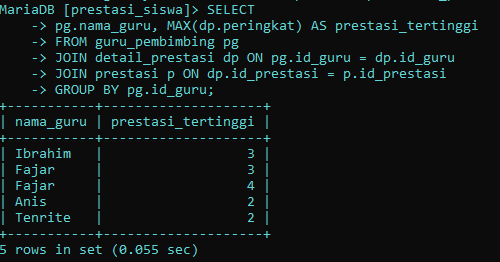 MariaDB [prestasi_siswa]> SELECT
    -> pg.nama_guru, MAX(dp.peringkat) AS prestasi_tertinggi
    -> FROM guru_pembimbing pg
    -> JOIN detail_prestasi dp ON pg.id_guru = dp.id_guru
    -> JOIN prestasi p ON dp.id_prestasi = p.id_prestasi
    -> GROUP BY pg.id_guru;
+-----------+--------------------+
| nama_guru | prestasi_tertinggi |
+-----------+--------------------+
| Ibrahim   |                  3 |
| Fajar     |                  3 |
| Fajar     |                  4 |
| Anis      |                  2 |
| Tenrite   |                  2 |
+-----------+--------------------+
5 rows in set (0.055 sec)